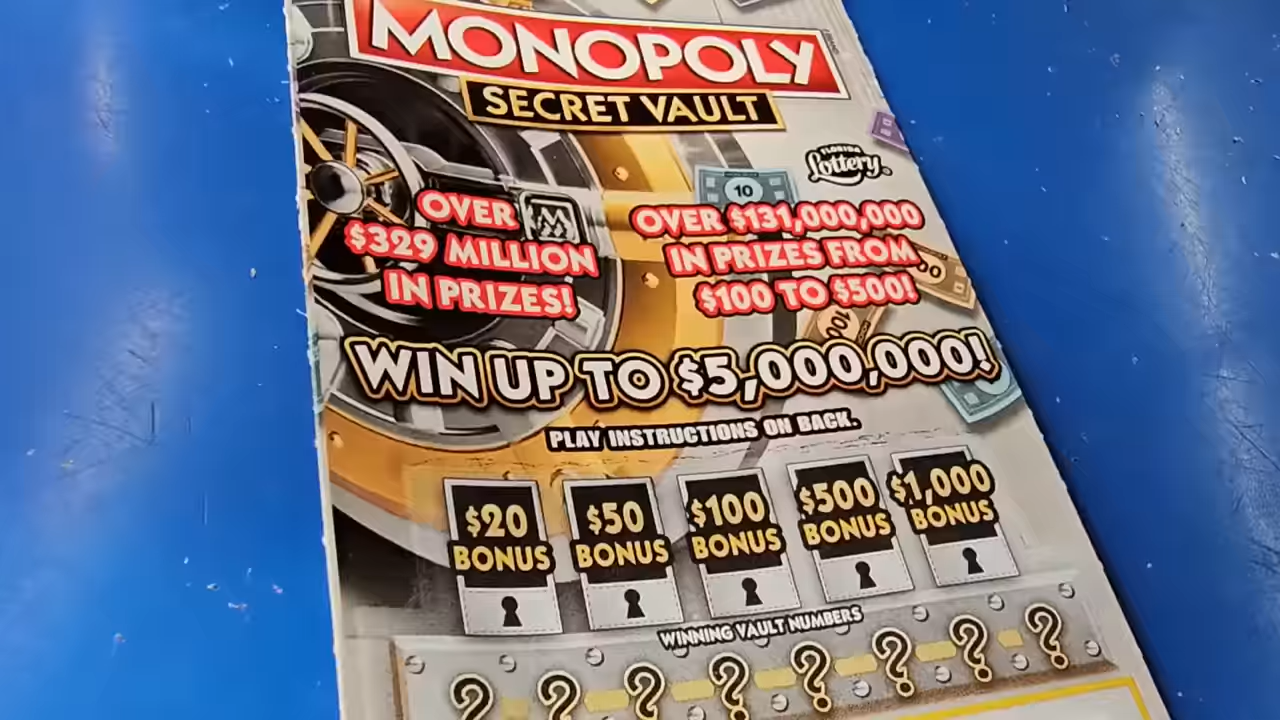 MONOPOLY
SECRET VAULT
FLORIDA
Lottery
10
OVER
$329 MILLION
IN PRIZES!
OVER $131,000,000
IN PRIZES FROM
$100 TO $500!
100
WIN UP TO $5,000,000!
PLAY INSTRUCTIONS ON BACK.
$20
BONUS
$50
BONUS
$100
BONUS
$500
BONUS
$1,000
BONUS
WINNING VAULT NUMBERS
? ? ? ? ? ? ? ?